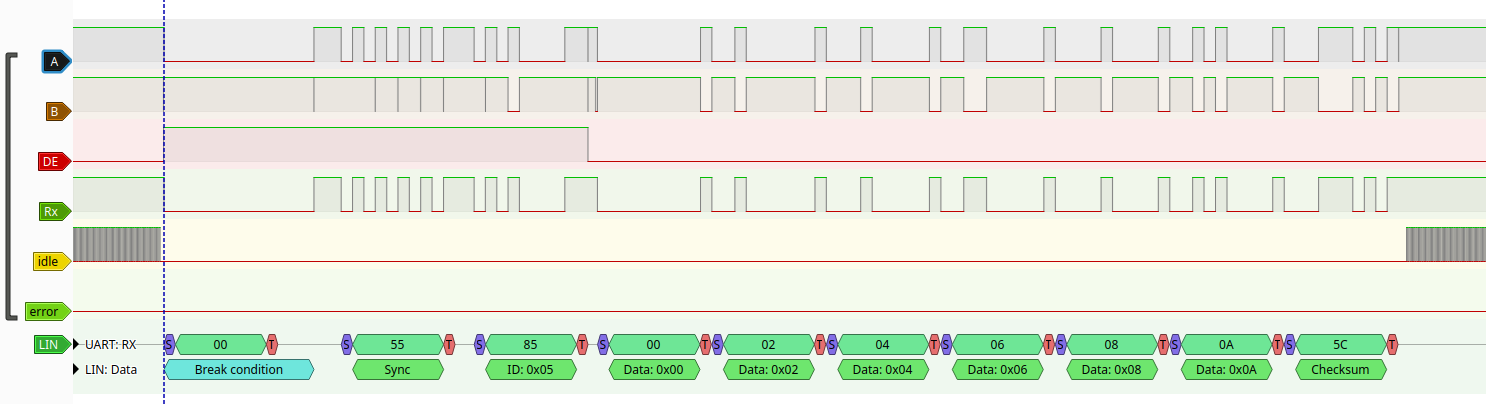 A
B
DE
Rx
idle
error
LIN UART: RX S 00 T S 55 T S 85 T S 00 T S 02 T S 04 T S 06 T S 08 T S 0A T S 5C T
LIN: Data Break condition Sync ID: 0x05 Data: 0x00 Data: 0x02 Data: 0x04 Data: 0x06 Data: 0x08 Data: 0x0A Checksum